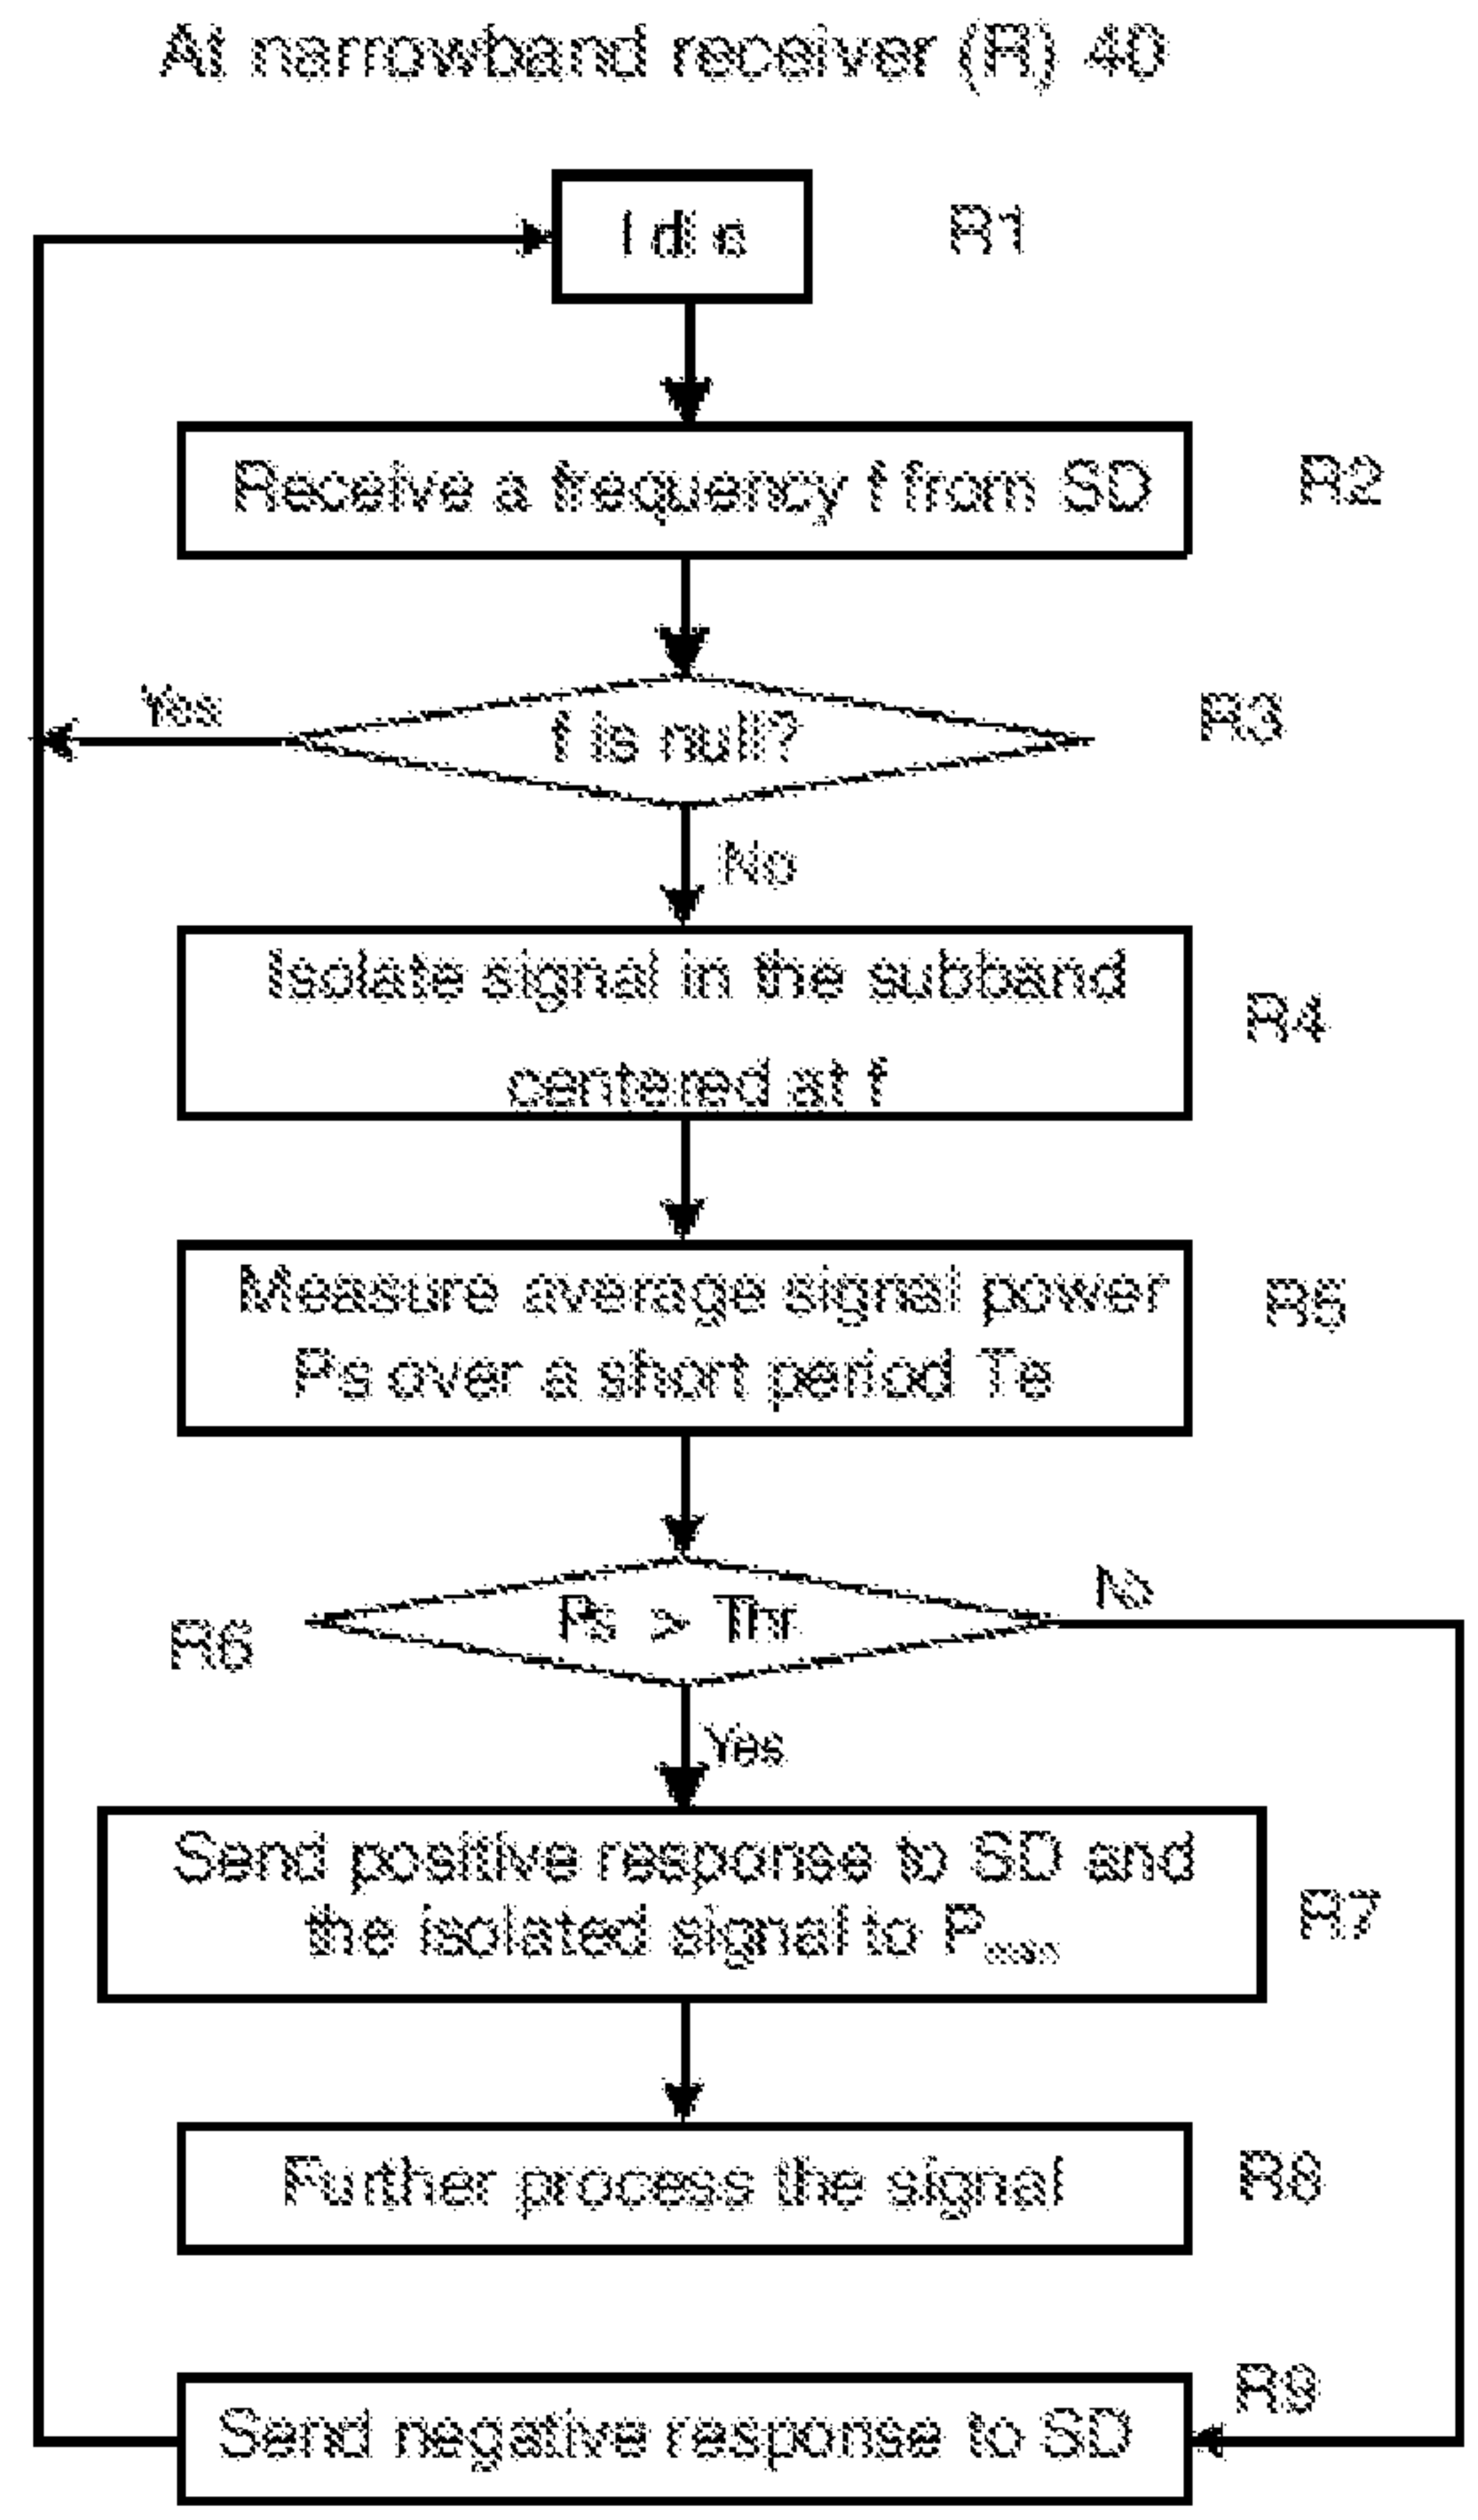 At narrowband receiver (R) 40
Idle
R1
Receive a frequency f from SD
R2
Yes
f is null?
R3
No
Isolate signal in the subband
centered at f
R4
Measure average signal power
Ps over a short period
R5
Ps > Thr
No
R6
Yes
Send positive response to SD and
the isolated signal to
R7
Further process the signal
R8
Send negative response to SD
R9